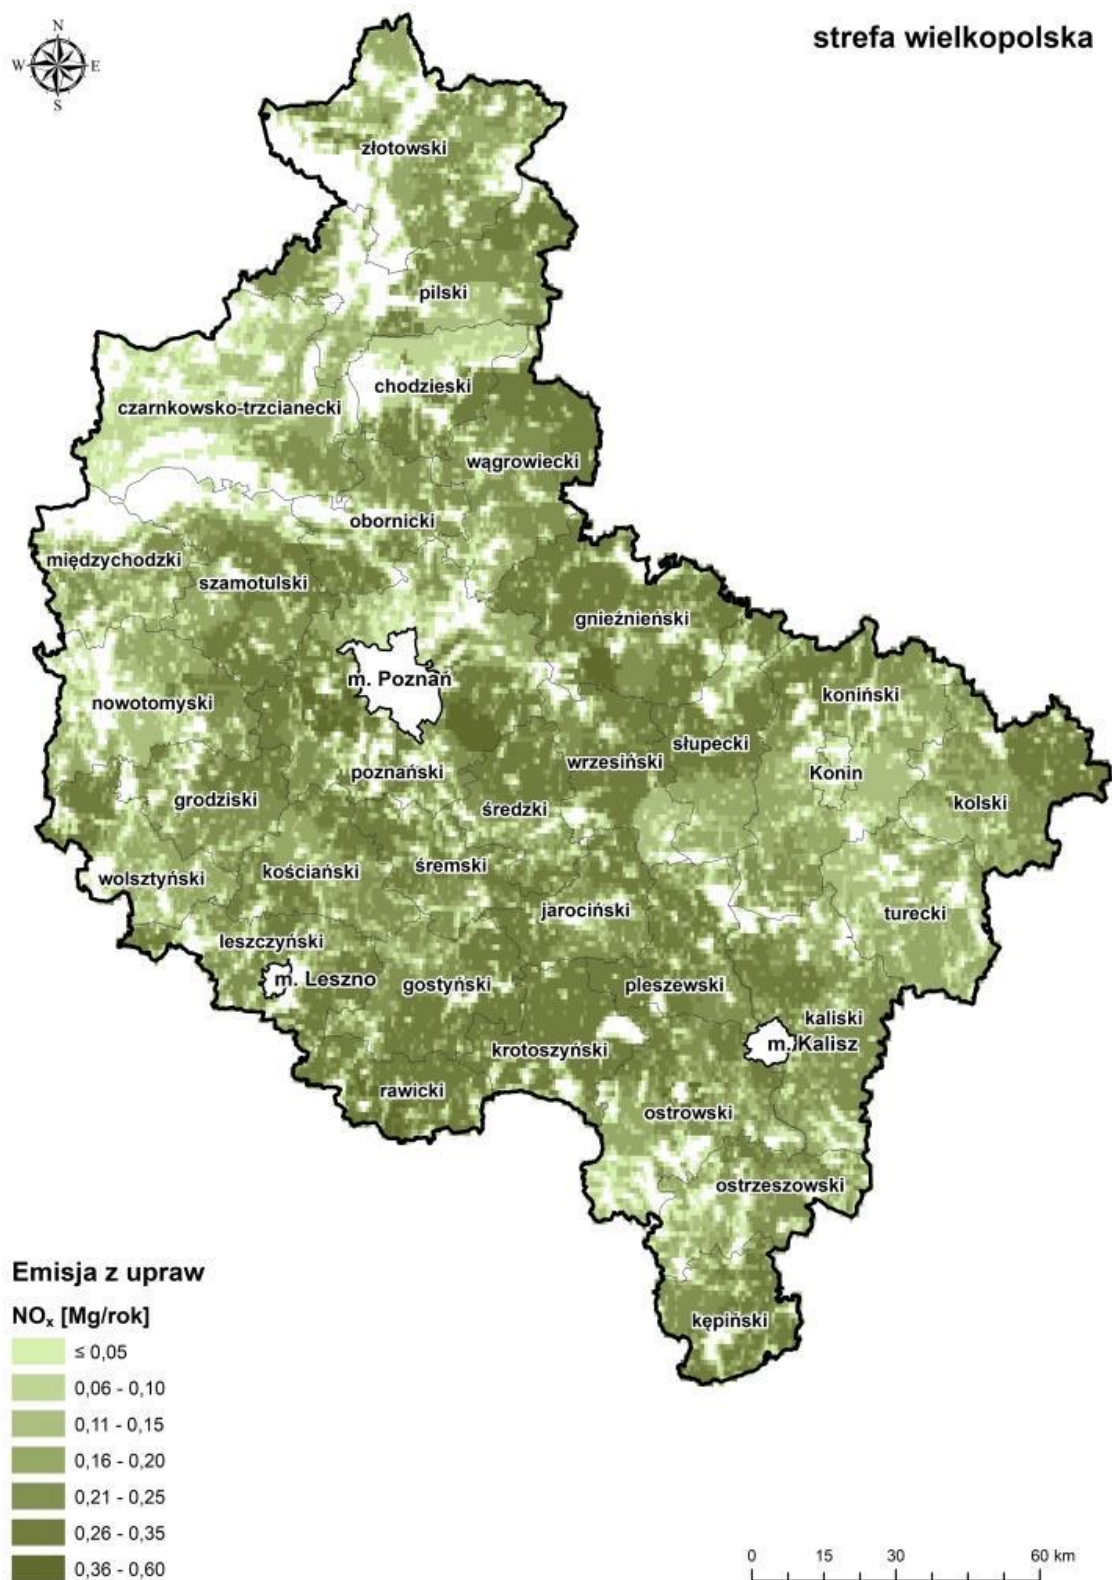 N
W E
S
strefa wielkopolska
złotowski
pilski
chodzieski
czarnkowsko-trzcianecki
wągrowiecki
obornicki
międzychodzki
szamotulski
gnieźnieński
m. Poznań
koniński
nowotomyski
słupecki
wrzesiński
poznański
Konin
grodziski
średzki
kolski
śremski
kościański
wolsztyński
jarociński
turecki
leszczyński
m. Leszno
gostyński
pleszewski
kaliski
m. Kalisz
krotoszyński
rawicki
ostrowski
ostrzeszowski
kępiński
Emisja z upraw
NOₓ [Mg/rok]
≤ 0,05
0,06 - 0,10
0,11 - 0,15
0,16 - 0,20
0,21 - 0,25
0,26 - 0,35
0,36 - 0,60
0 15 30 60 km